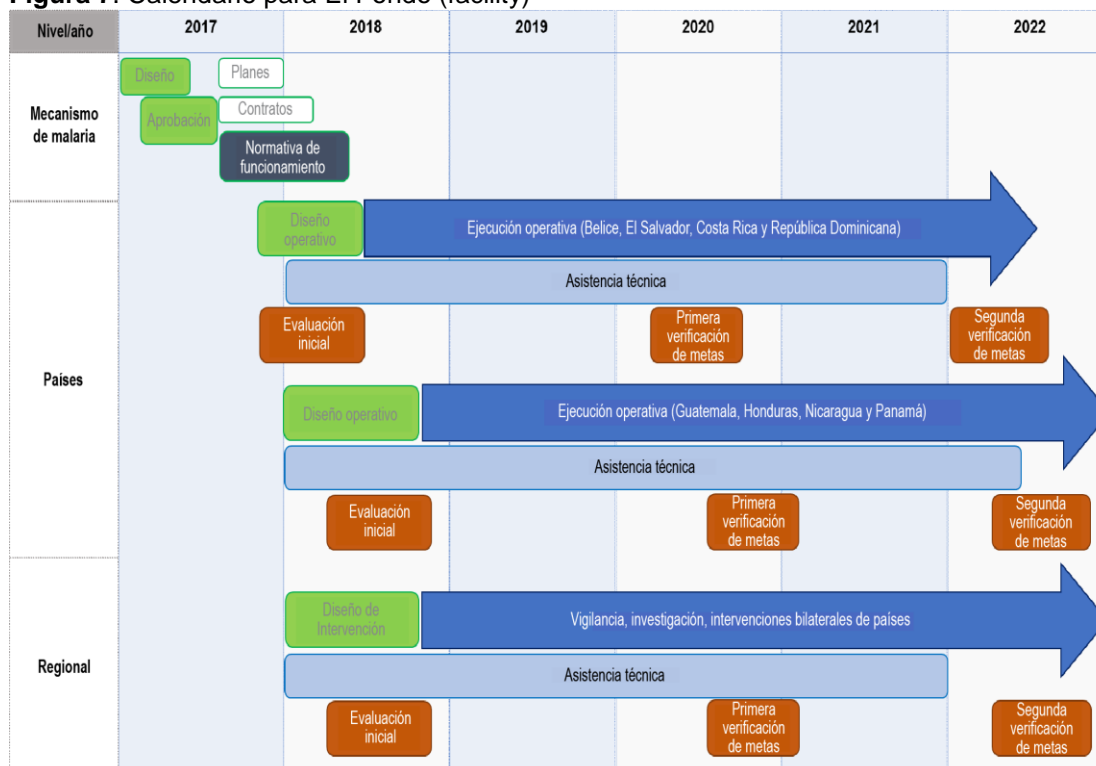 Figura 7. Calendario para El Fondo (facility)
Nivel/año
2017
2018
2019
2020
2021
2022
Mecanismo
de malaria
Diseño
Planes
Aprobación
Contratos
Normativa de
funcionamiento
Países
Diseño
operativo
Ejecución operativa (Belice, El Salvador, Costa Rica y República Dominicana)
Asistencia técnica
Evaluación
inicial
Primera
verificación
de metas
Segunda
verificación
de metas
Diseño operativo
Ejecución operativa (Guatemala, Honduras, Nicaragua y Panamá)
Asistencia técnica
Evaluación
inicial
Primera
verificación
de metas
Segunda
verificación
de metas
Regional
Diseño de
Intervención
Vigilancia, investigación, intervenciones bilaterales de países
Asistencia técnica
Evaluación
inicial
Primera
verificación
de metas
Segunda
verificación
de metas